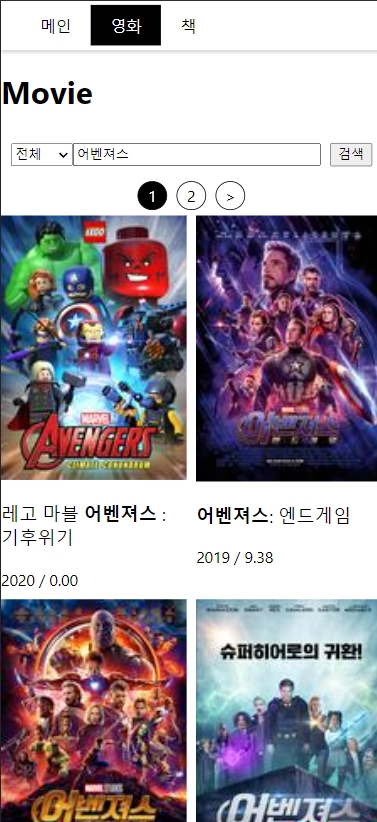 메인 영화 책
Movie
전체 어벤져스 검색
1 2 >
LEGO
MARVEL
AVENGERS
CLIMATE CONUNDRUM
어벤져스
레고 마블 어벤져스 :
기후위기
2020 / 0.00
어벤져스: 엔드게임
2019 / 9.38
슈퍼히어로의 귀환!
MARVEL STUDIOS
어벤져스
어벤져스